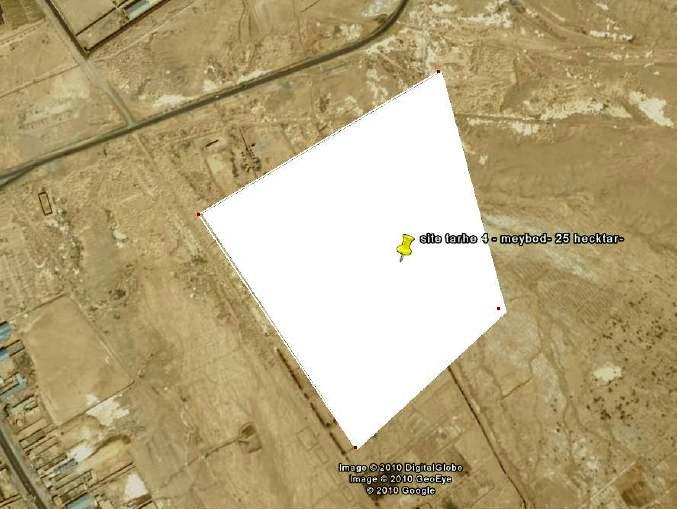 site tarhe 4 - meybod- 25 hecktar-
Image © 2010 DigitalGlobe
Image © 2010 GeoEye
© 2010 Google